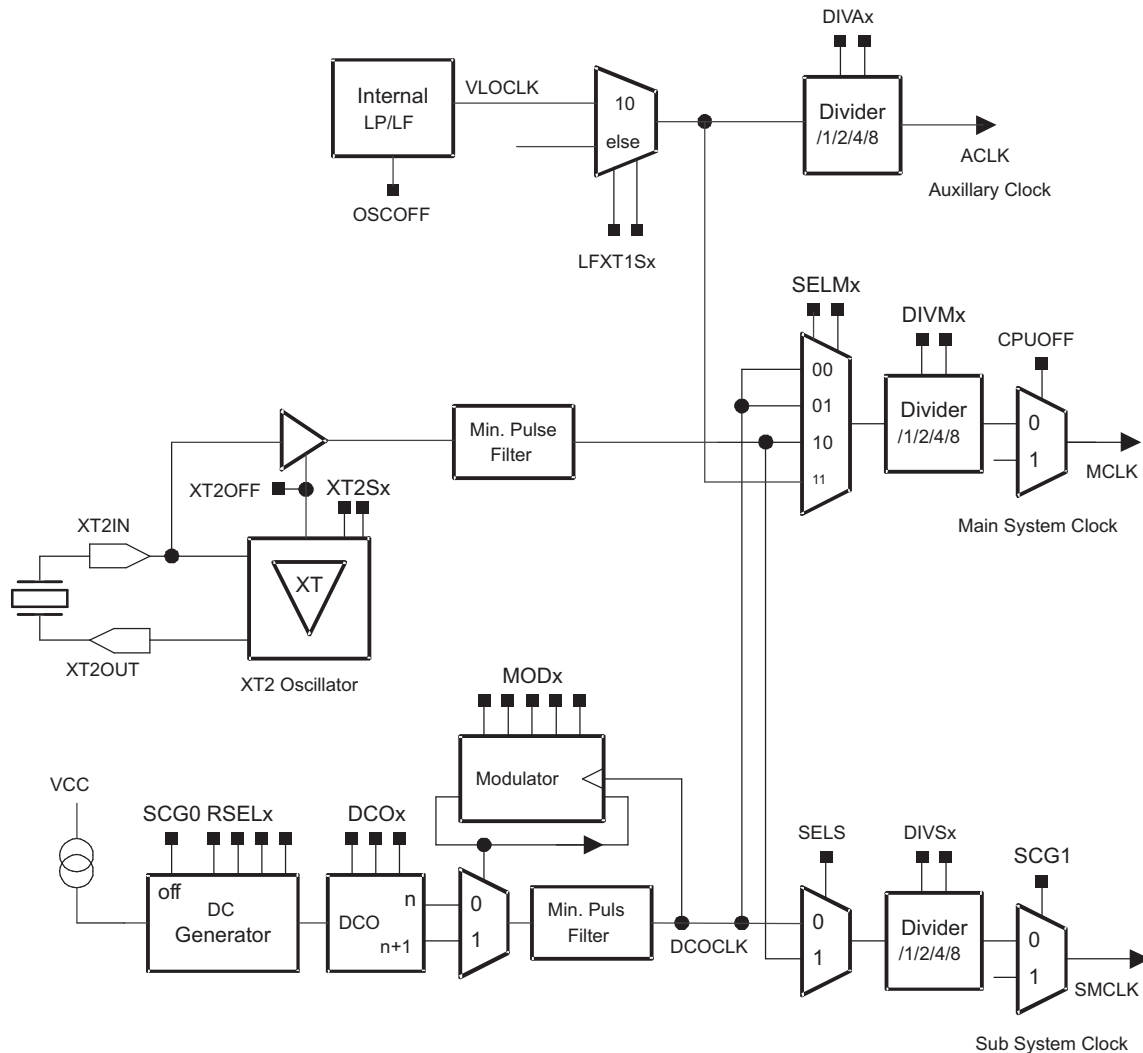 DIVAx
Internal
LP/LF
VLOCLK
10
else
Divider
/1/2/4/8
ACLK
Auxillary Clock
OSCOFF
LFXT1Sx
SELMx
DIVMx
CPUOFF
00
01
10
11
Divider
/1/2/4/8
0
1
MCLK
Main System Clock
Min. Pulse
Filter
XT2OFF
XT2Sx
XT2IN
XT
XT2OUT
XT2 Oscillator
MODx
Modulator
VCC
SCG0 RSELx
DCOx
off
DC
Generator
DCO
n
n+1
0
1
Min. Puls
Filter
DCOCLK
SELS
DIVSx
SCG1
0
1
Divider
/1/2/4/8
0
1
SMCLK
Sub System Clock